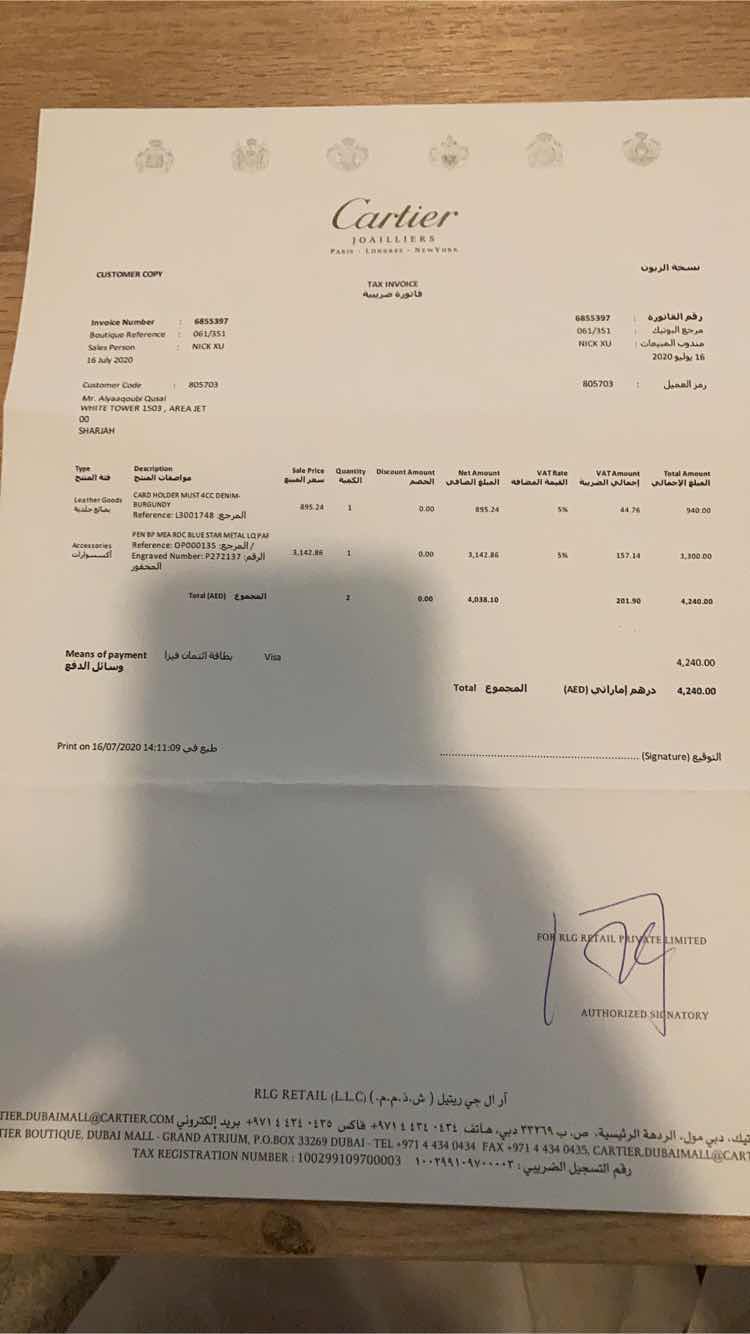 Cartier
JOAILLIERS
PARIS - LONDRES - NEW YORK
CUSTOMER COPY
نسخة الزبون
TAX INVOICE
فاتورة ضريبية
Invoice Number : 6855397
6855397 : رقم الفاتورة
Boutique Reference : 061/351
061/351 : مرجع البوتيك
Sales Person : NICK XU
NICK XU : مندوب المبيعات
16 July 2020
16 يوليو 2020
Customer Code : 805703
805703 : رمز العميل
Mr. Alyaaqoubi Qusai
WHITE TOWER 1503 , AREA JET
00
SHARJAH
Type Description Sale Price Quantity Discount Amount Net Amount VAT Rate VAT Amount Total Amount
فئة المنتج مواصفات المنتج سعر المبيع الكمية الخصم المبلغ الصافي القيمة المضافه إجمالي الضريبة المبلغ الإجمالي
Leather Goods CARD HOLDER MUST 4CC DENIM-
BURGUNDY
بضائع جلدية Reference: L3001748 :المرجع 895.24 1 0.00 895.24 5% 44.76 940.00
PEN BP MEA RDC BLUE STAR METAL LQ PAF
Accessories Reference: OP000135 :المرجع /
أكسسوارات Engraved Number: P272137 :الرقم 3,142.86 1 0.00 3,142.86 5% 157.14 3,300.00
المحفور
Total (AED) المجموع 2 0.00 4,038.10 201.90 4,240.00
Means of payment بطاقة ائتمان فيزا Visa 4,240.00
وسائل الدفع
Total المجموع (AED) درهم إماراتي 4,240.00
Print on 16/07/2020 14:11:09 طبع في
التوقيع (Signature)
FOR RLG RETAIL PRIVATE LIMITED
AUTHORIZED SIGNATORY
RLG RETAIL (L.L.C) (.آر ال جي ريتيل ( ش.ذ.م.م
تيك، دبي مول، الردهة الرئيسية، ص. ب ٣٣٢٦٩ دبي، هاتف ٠٤٣٤ ٤٣٤ ٤ ٩٧١+ فاكس ٠٤٣٥ ٤٣٤ ٤ ٩٧١+ بريد إلكتروني TIER.DUBAIMALL@CARTIER.COM
TIER BOUTIQUE, DUBAI MALL - GRAND ATRIUM, P.O.BOX 33269 DUBAI - TEL +971 4 434 0434 FAX +971 4 434 0435, CARTIER.DUBAIMALL@CART
TAX REGISTRATION NUMBER : 100299109700003 رقم التسجيل الضريبي : ١٠٠٢٩٩١٠٩٧٠٠٠٠٣